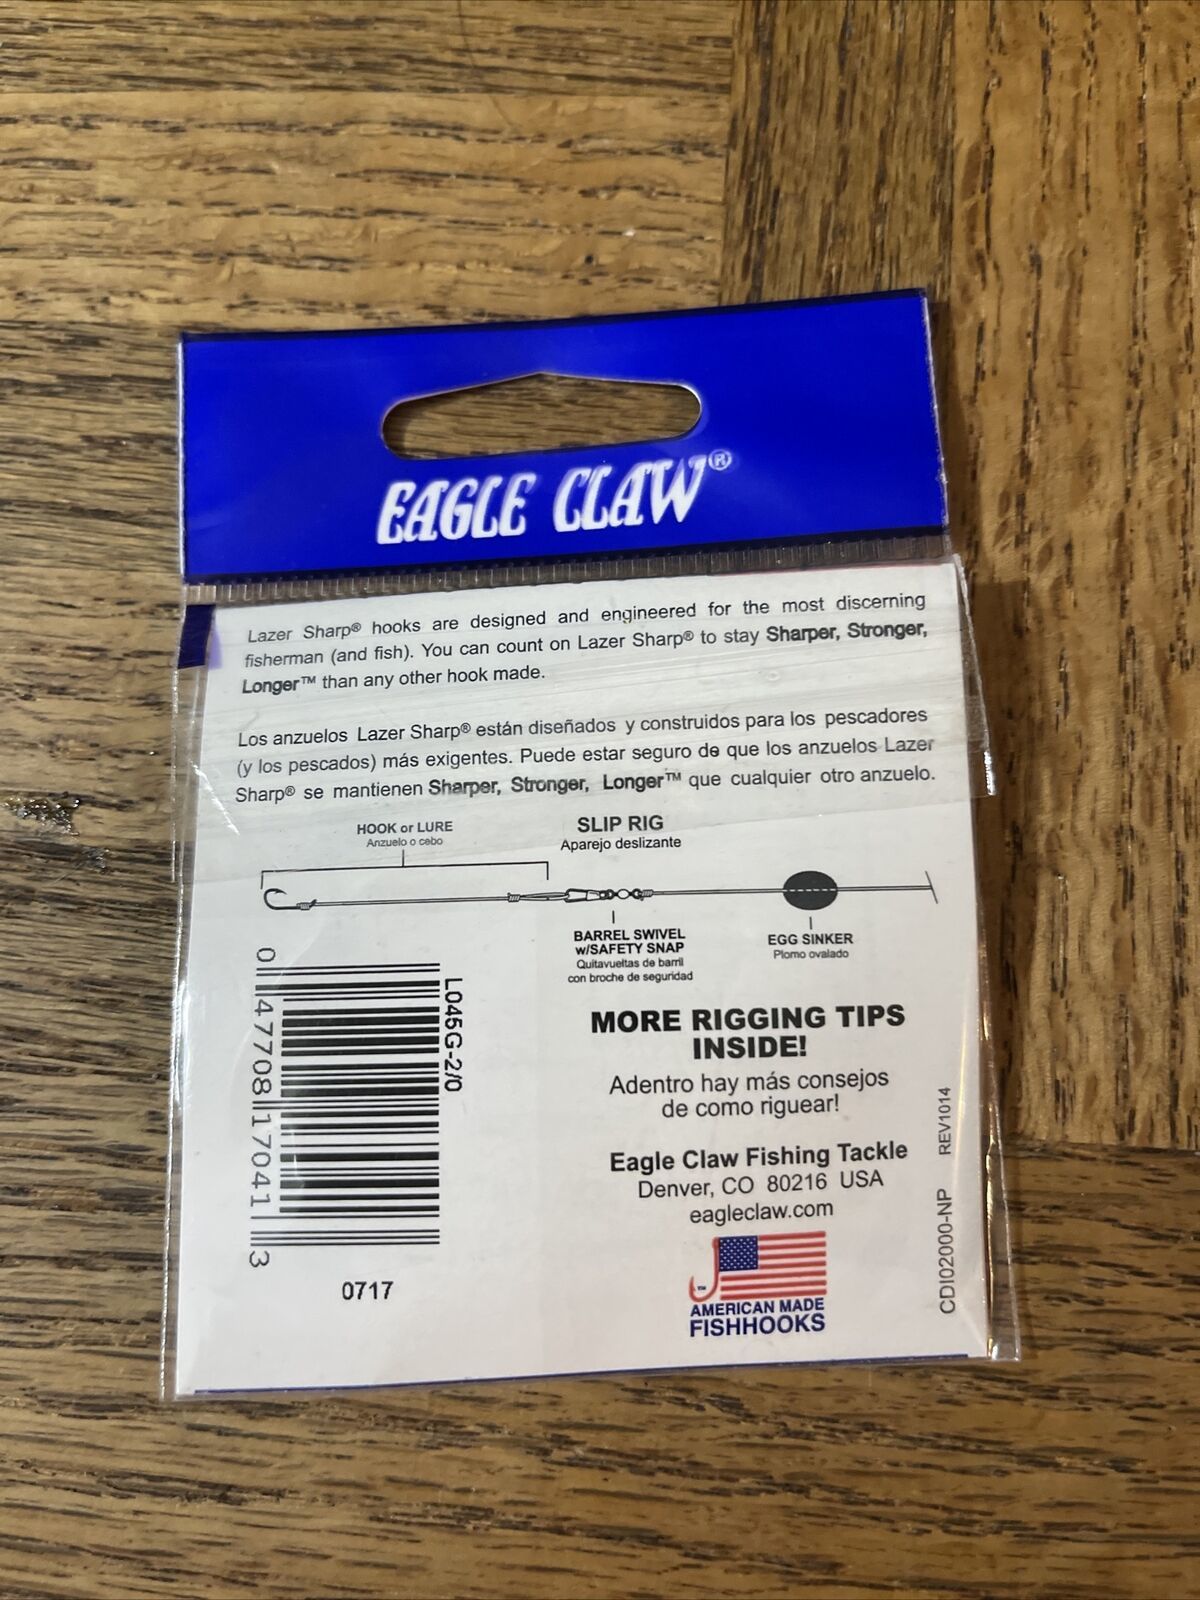 EAGLE CLAW®
Lazer Sharp® hooks are designed and engineered for the most discerning
fisherman (and fish). You can count on Lazer Sharp® to stay Sharper, Stronger,
Longer™ than any other hook made.
Los anzuelos Lazer Sharp® están diseñados y construidos para los pescadores
(y los pescados) más exigentes. Puede estar seguro de que los anzuelos Lazer
Sharp® se mantienen Sharper, Stronger, Longer™ que cualquier otro anzuelo.
HOOK or LURE
Anzuelo o cebo
SLIP RIG
Aparejo deslizante
BARREL SWIVEL
w/SAFETY SNAP
Quitavueltas de barril
con broche de seguridad
EGG SINKER
Plomo ovalado
L045G-2/0
0 47708 17041 3
0717
MORE RIGGING TIPS
INSIDE!
Adentro hay más consejos
de como riguear!
Eagle Claw Fishing Tackle
Denver, CO 80216 USA
eagleclaw.com
™
AMERICAN MADE
FISHHOOKS
CDI02000-NP REV1014